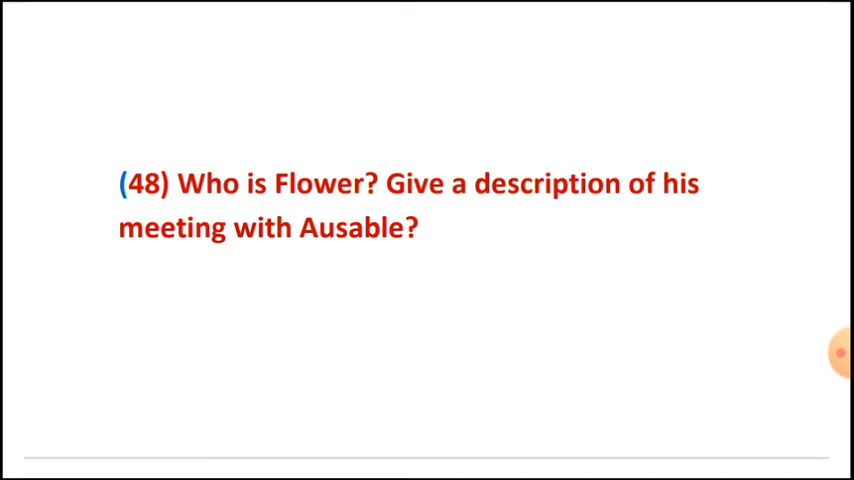 (48) Who is Flower? Give a description of his
meeting with Ausable?